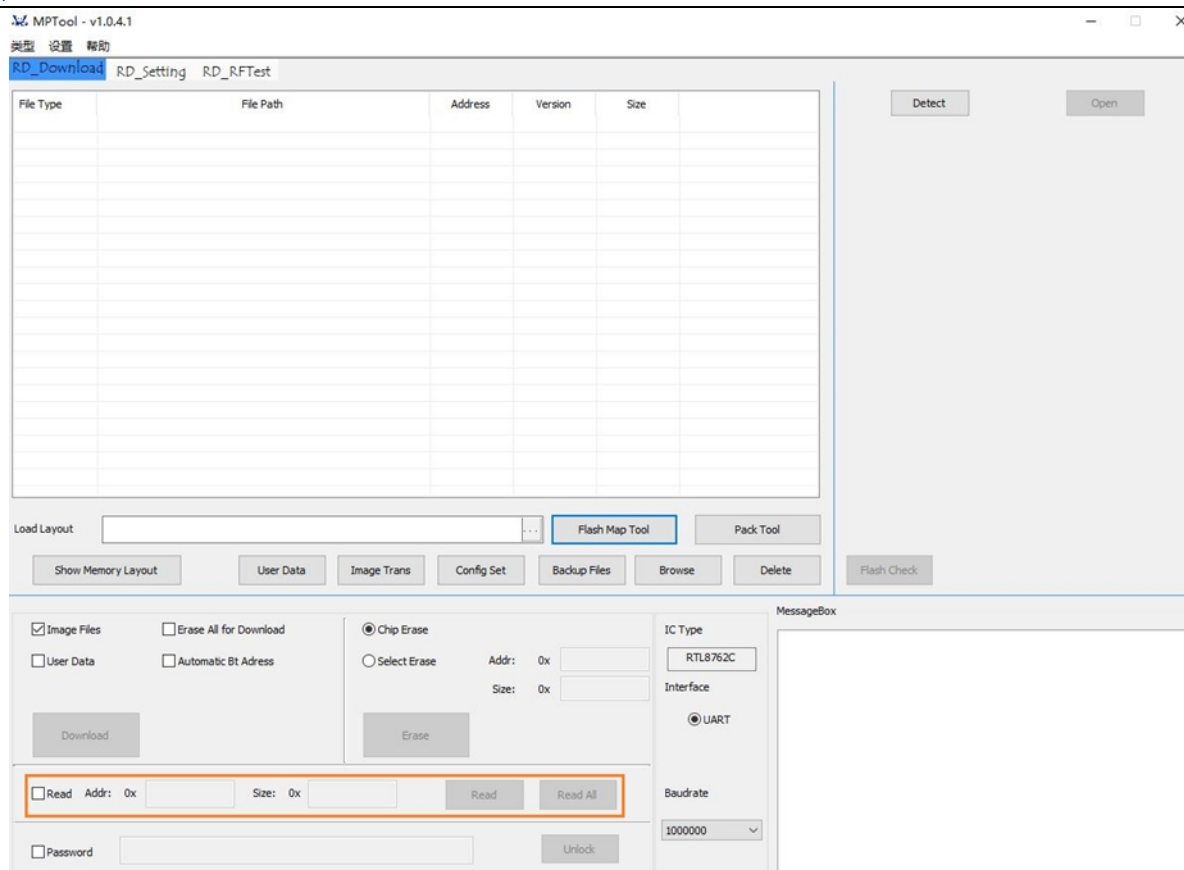 MPTool - v1.0.4.1
类型 设置 帮助
RD_Download RD_Setting RD_RFTest
File Type File Path Address Version Size
Detect Open
Load Layout ... Flash Map Tool Pack Tool
Show Memory Layout User Data Image Trans Config Set Backup Files Browse Delete Flash Check
MessageBox
Image Files Erase All for Download Chip Erase IC Type
User Data Automatic Bt Adress Select Erase Addr: 0x RTL8762C
Size: 0x Interface
UART
Download Erase
Read Addr: 0x Size: 0x Read Read All Baudrate
1000000
Password Unlock